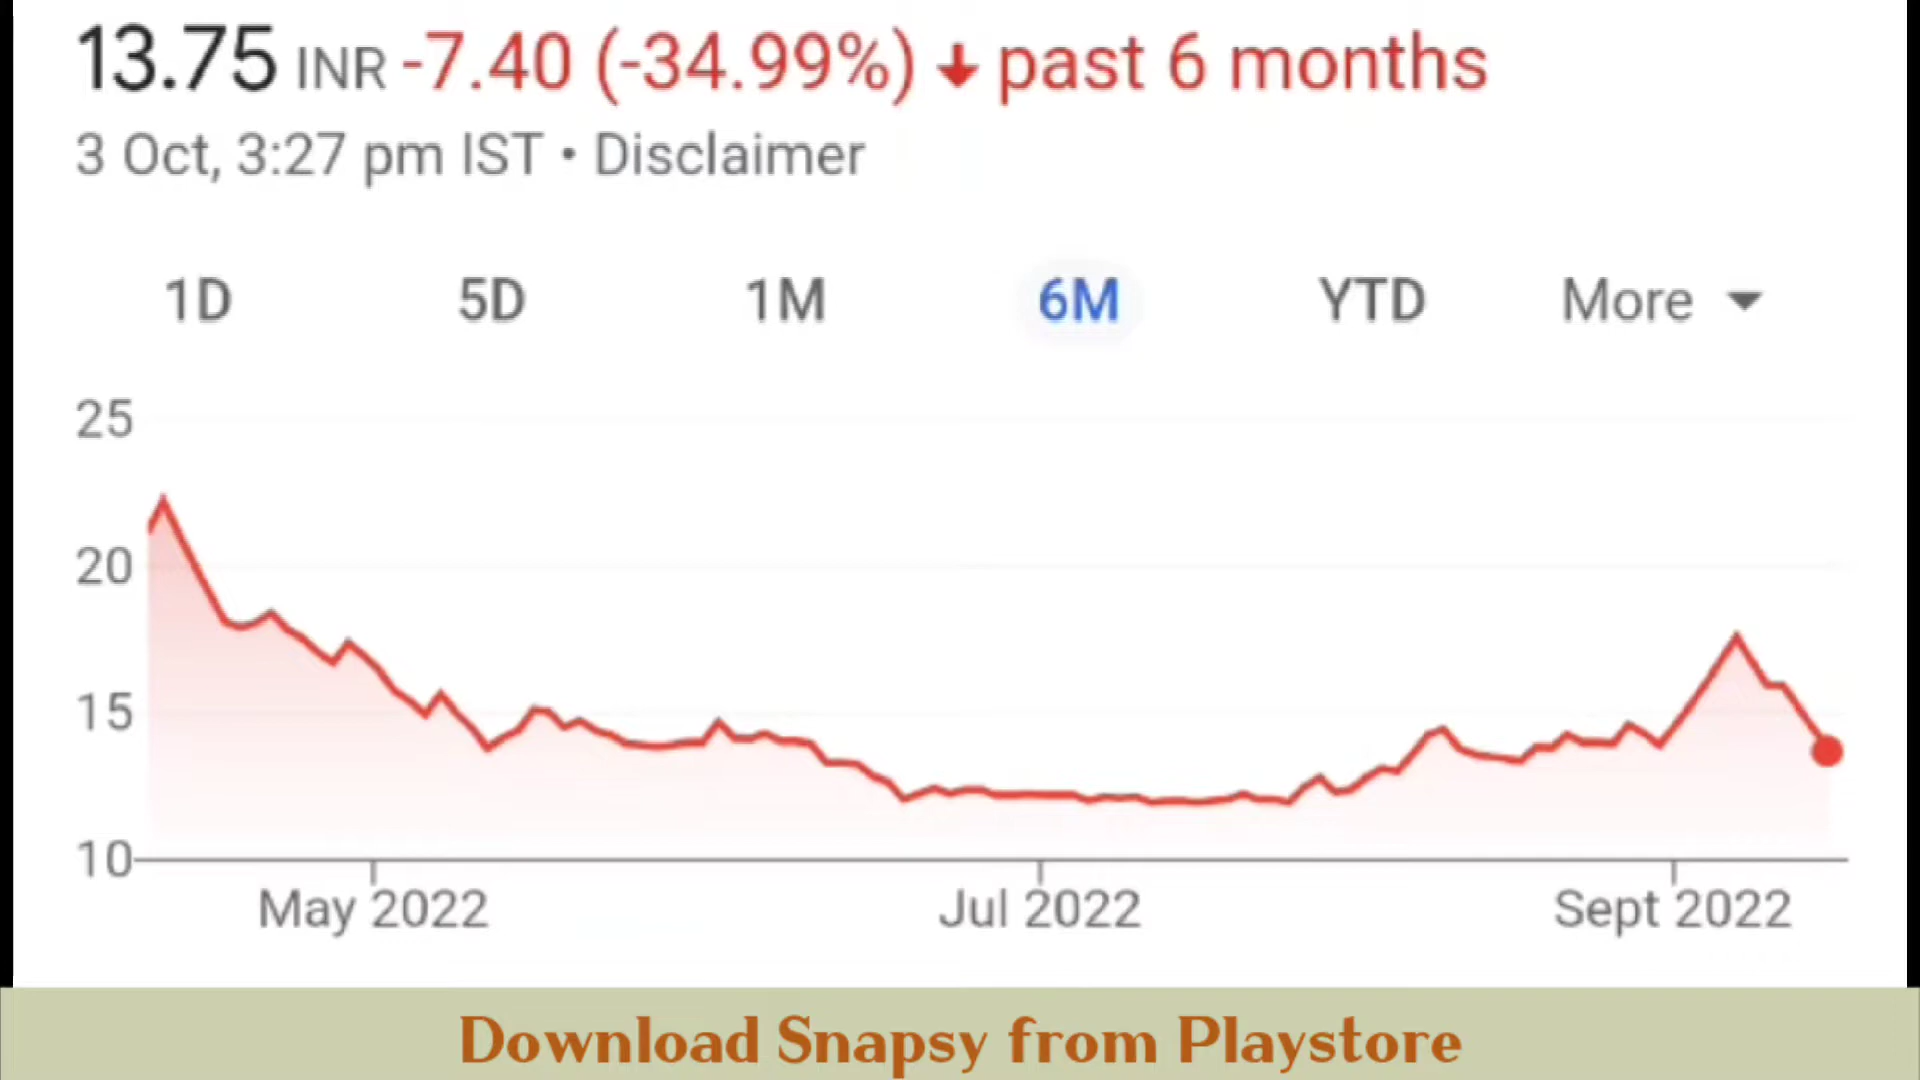 13.75 INR -7.40 (-34.99%) ↓ past 6 months
3 Oct, 3:27 pm IST • Disclaimer
1D 5D 1M 6M YTD More
25
20
15
10
May 2022 Jul 2022 Sept 2022
Download Snapsy from Playstore